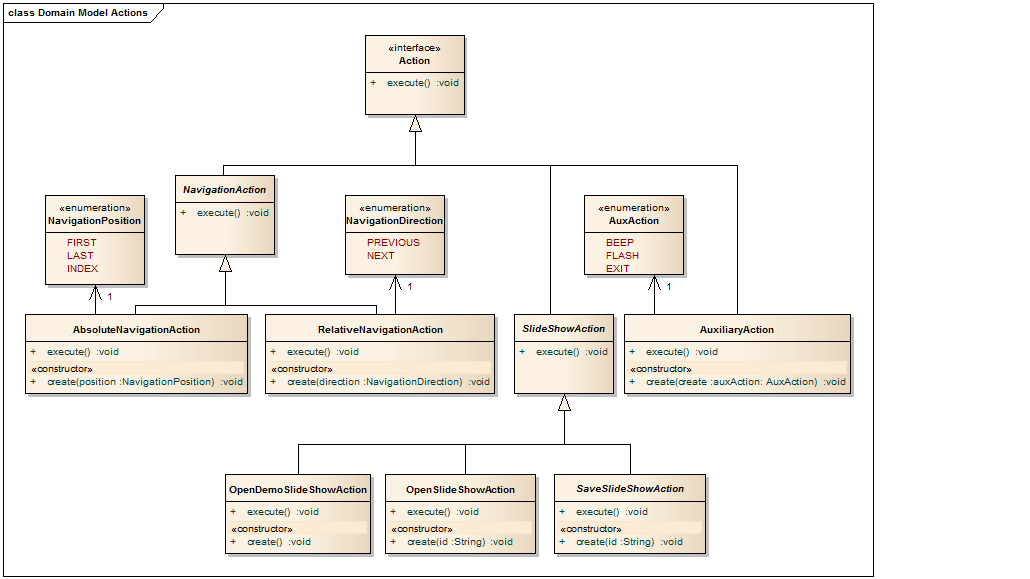 class Domain Model Actions
«interface»
Action
+ execute() :void
NavigationAction
+ execute() :void
«enumeration»
NavigationPosition
FIRST
LAST
INDEX
«enumeration»
NavigationDirection
PREVIOUS
NEXT
«enumeration»
AuxAction
BEEP
FLASH
EXIT
1
1
1
AbsoluteNavigationAction
+ execute() :void
«constructor»
+ create(position :NavigationPosition) :void
RelativeNavigationAction
+ execute() :void
«constructor»
+ create(direction :NavigationDirection) :void
SlideShowAction
+ execute() :void
AuxiliaryAction
+ execute() :void
«constructor»
+ create(create :auxAction: AuxAction) :void
OpenDemoSlideShowAction
+ execute() :void
«constructor»
+ create() :void
OpenSlideShowAction
+ execute() :void
«constructor»
+ create(id :String) :void
SaveSlideShowAction
+ execute() :void
«constructor»
+ create(id :String) :void